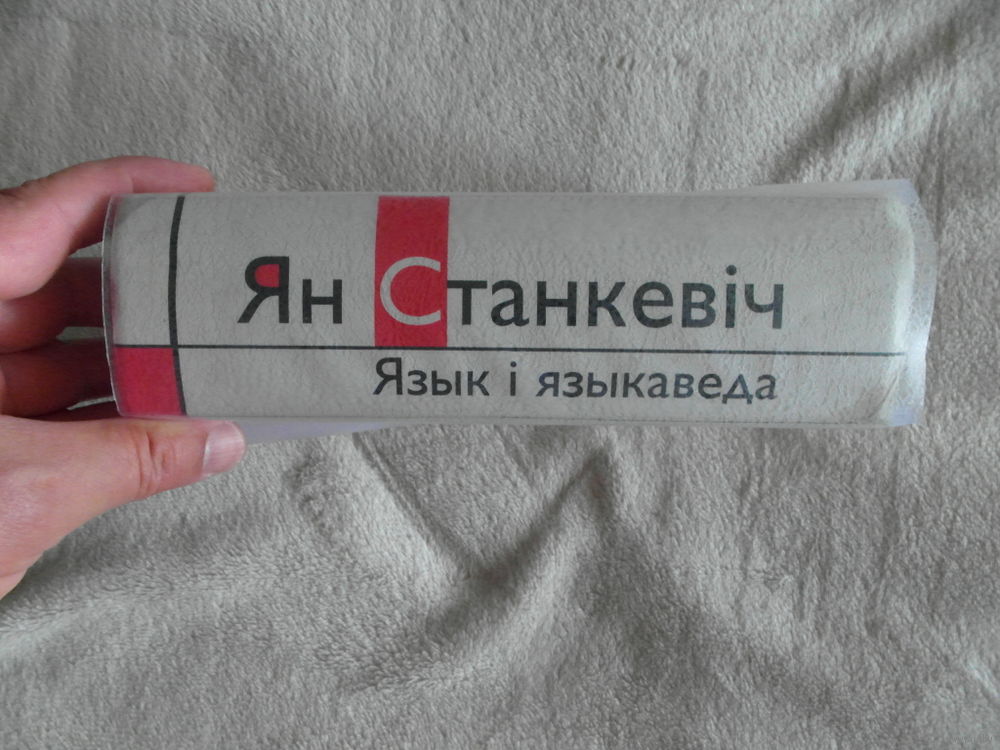 Ян Станкевіч
Язык і языкаведа